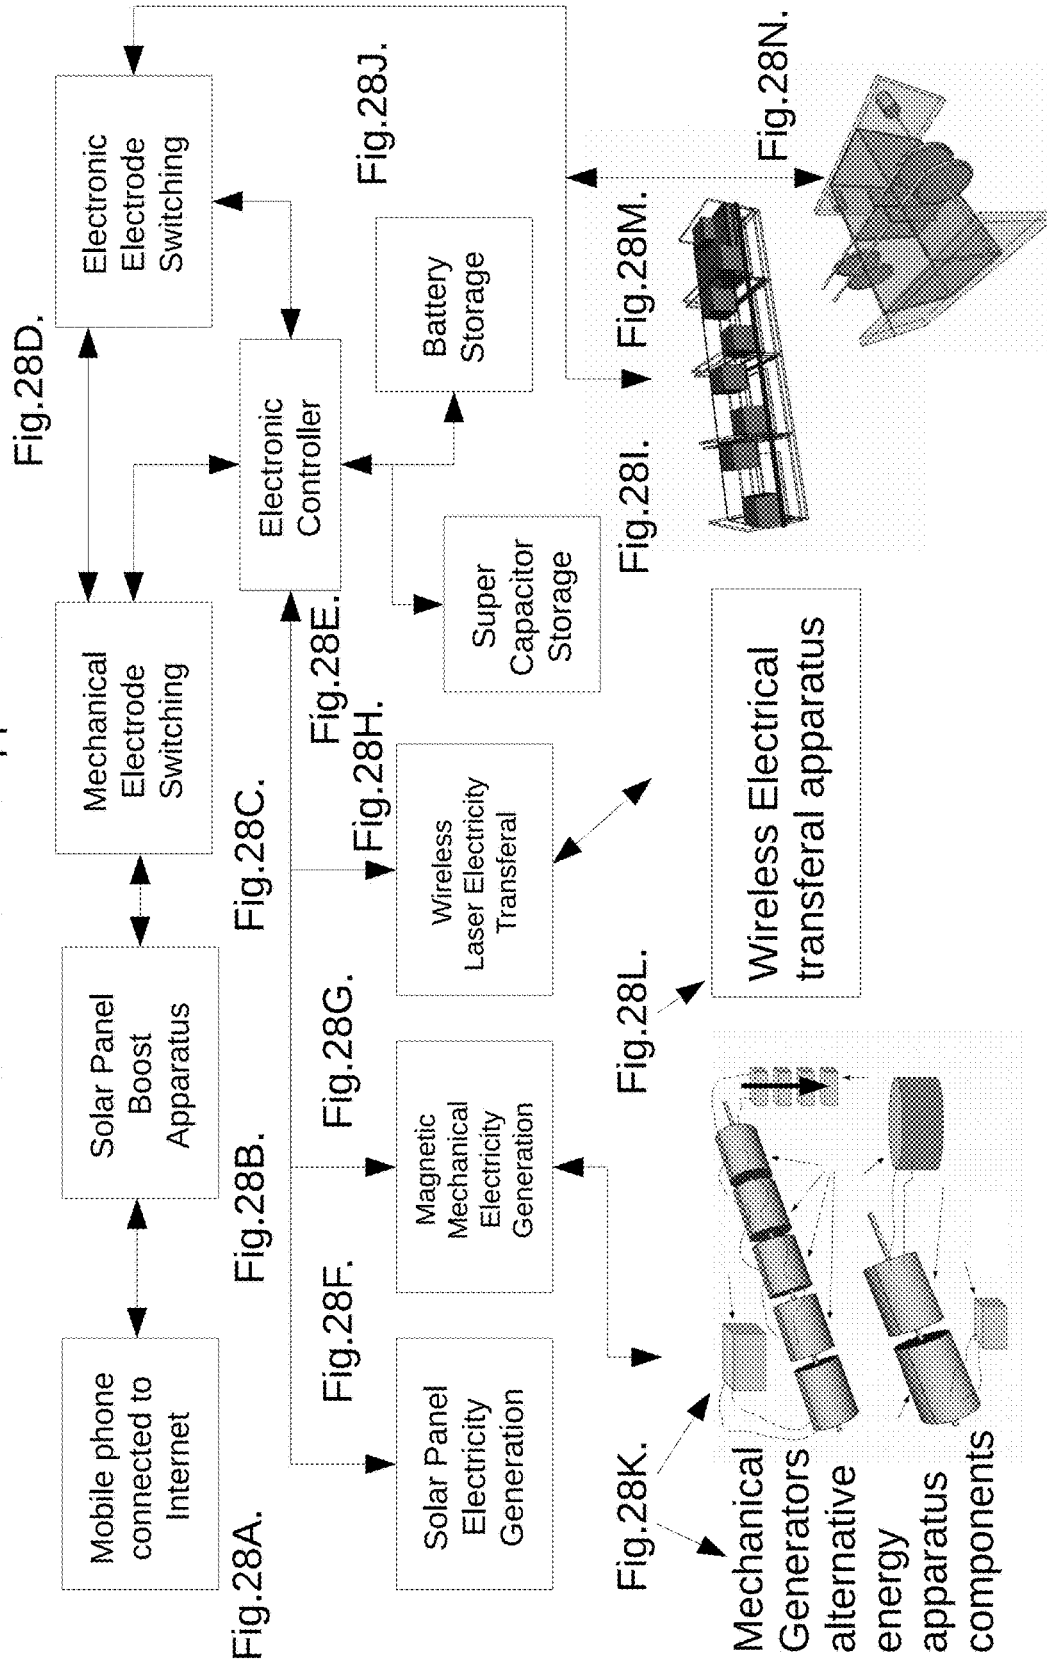 Mobile phone
connected to
Internet
Fig.28A.
Solar Panel
Boost
Apparatus
Fig.28B.
Mechanical
Electrode
Switching
Fig.28C.
Electronic
Electrode
Switching
Fig.28D.
Electronic
Controller
Fig.28E.
Solar Panel
Electricity
Generation
Fig.28F.
Magnetic
Mechanical
Electricity
Generation
Fig.28G.
Wireless
Laser Electricity
Transferal
Fig.28H.
Super
Capacitor
Storage
Fig.28I.
Battery
Storage
Fig.28J.
Fig.28K.
Mechanical
Generators
alternative
energy
apparatus
components
Fig.28L.
Wireless Electrical
transferal apparatus
Fig.28M.
Fig.28N.